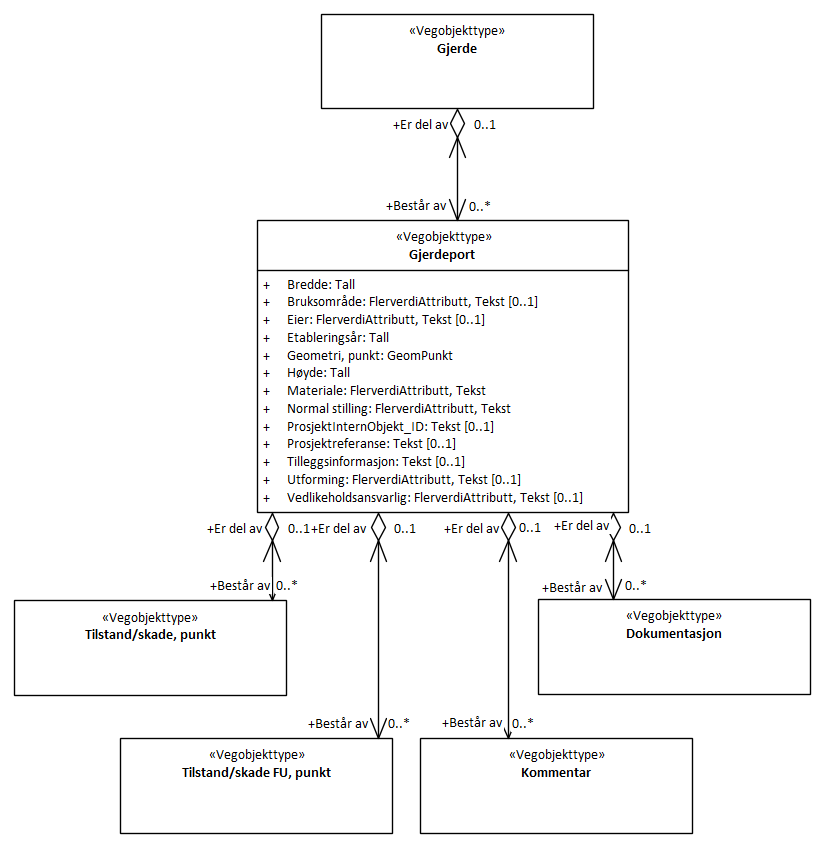 «Vegobjekttype»
Gjerde
+Er del av 0..1
+Består av 0..*
«Vegobjekttype»
Gjerdeport
+ Bredde: Tall
+ Bruksområde: FlerverdiAttributt, Tekst [0..1]
+ Eier: FlerverdiAttributt, Tekst [0..1]
+ Etableringsår: Tall
+ Geometri, punkt: GeomPunkt
+ Høyde: Tall
+ Materiale: FlerverdiAttributt, Tekst
+ Normal stilling: FlerverdiAttributt, Tekst
+ ProsjektInternObjekt_ID: Tekst [0..1]
+ Prosjektreferanse: Tekst [0..1]
+ Tilleggsinformasjon: Tekst [0..1]
+ Utforming: FlerverdiAttributt, Tekst [0..1]
+ Vedlikeholdsansvarlig: FlerverdiAttributt, Tekst [0..1]
+Er del av 0..1 +Er del av 0..1 +Er del av 0..1 +Er del av 0..1
+Består av 0..* +Består av 0..*
«Vegobjekttype» «Vegobjekttype»
Tilstand/skade, punkt Dokumentasjon
+Består av 0..* +Består av 0..*
«Vegobjekttype» «Vegobjekttype»
Tilstand/skade FU, punkt Kommentar